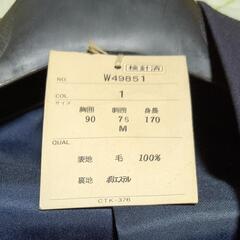 検針済
NO. W49851
COL. 1
サイズ
胸囲 胴囲 身長
90 76 170
M
QUAL
表地 毛 100%
裏地 ポリエステル
CTK-376